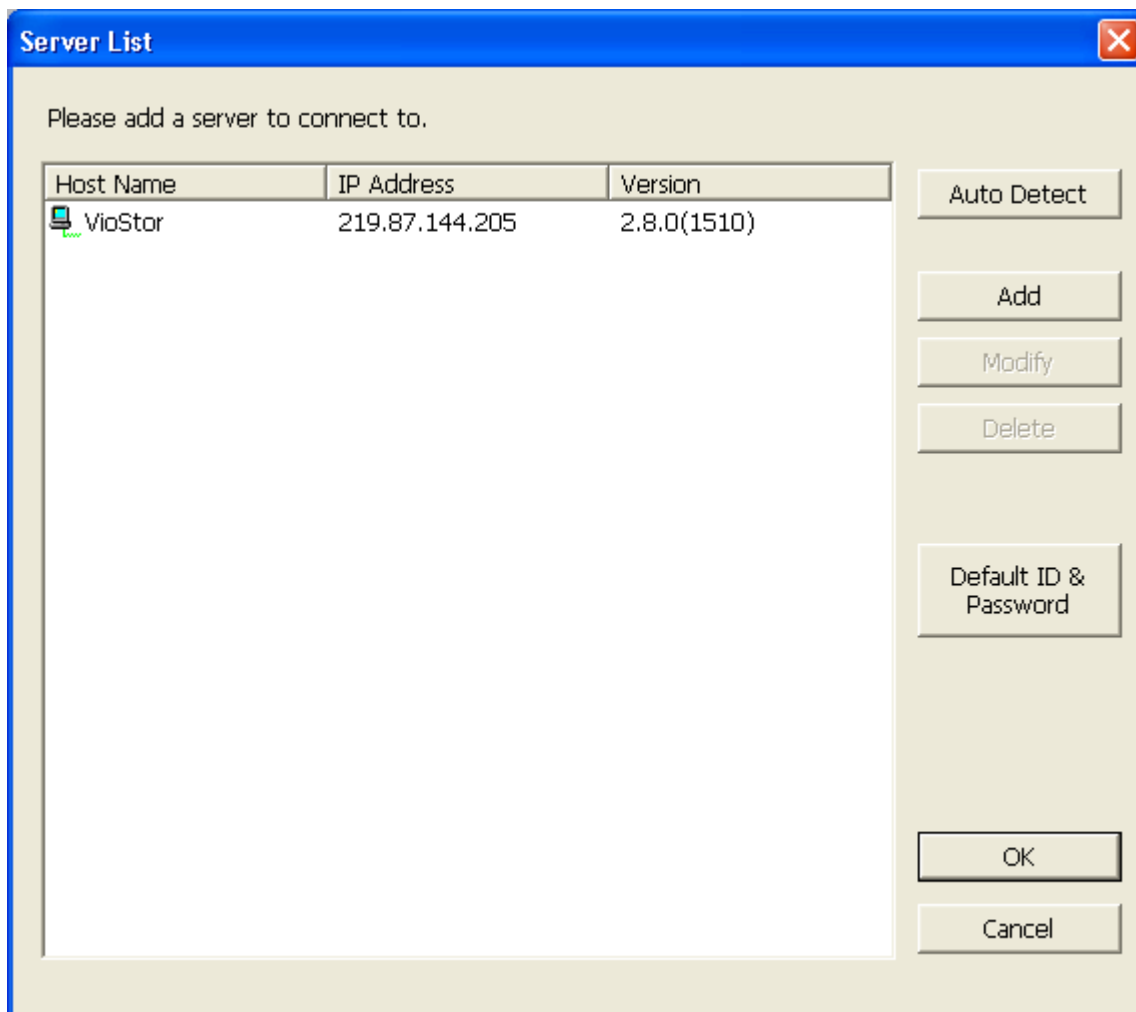 Server List
Please add a server to connect to.
Host Name IP Address Version
VioStor 219.87.144.205 2.8.0(1510)
Auto Detect
Add
Modify
Delete
Default ID &
Password
OK
Cancel